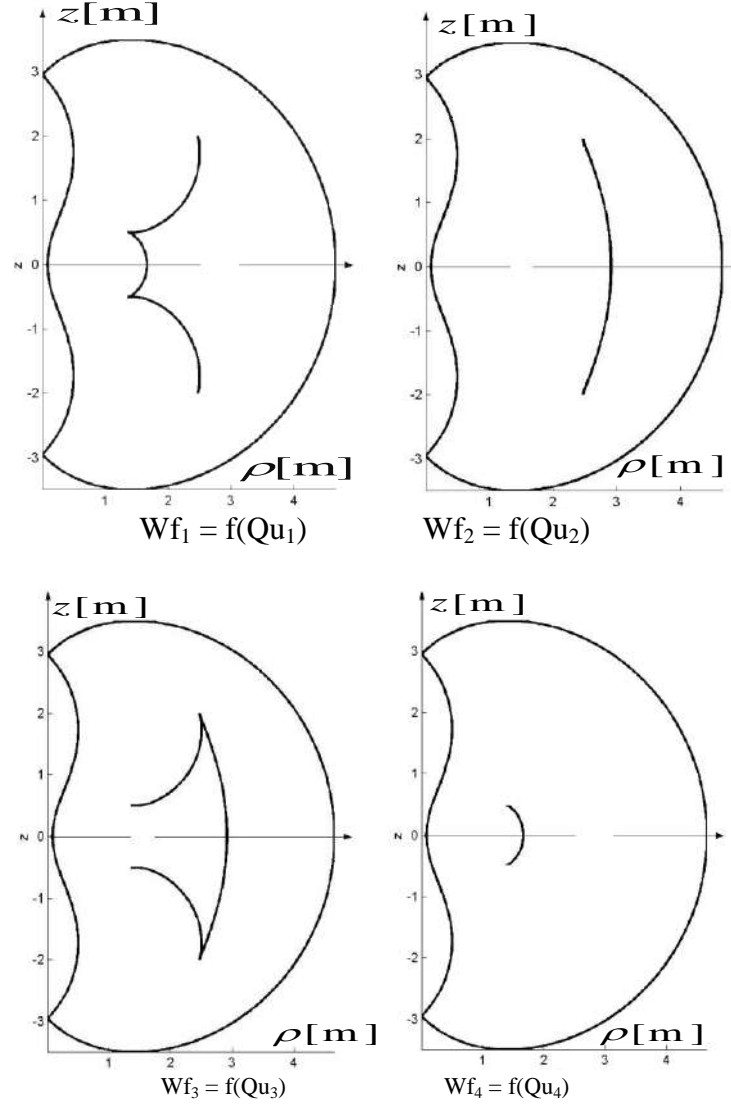 z[m]
3
2
1
z 0
-1
-2
-3
ρ[m]
1 2 3 4
Wf₁ = f(Qu₁)
z[m]
3
2
1
z 0
-1
-2
-3
ρ[m]
1 2 3 4
Wf₂ = f(Qu₂)
z[m]
3
2
1
z 0
-1
-2
-3
ρ[m]
1 2 3 4
Wf₃ = f(Qu₃)
z[m]
3
2
1
z 0
-1
-2
-3
ρ[m]
1 2 3 4
Wf₄ = f(Qu₄)